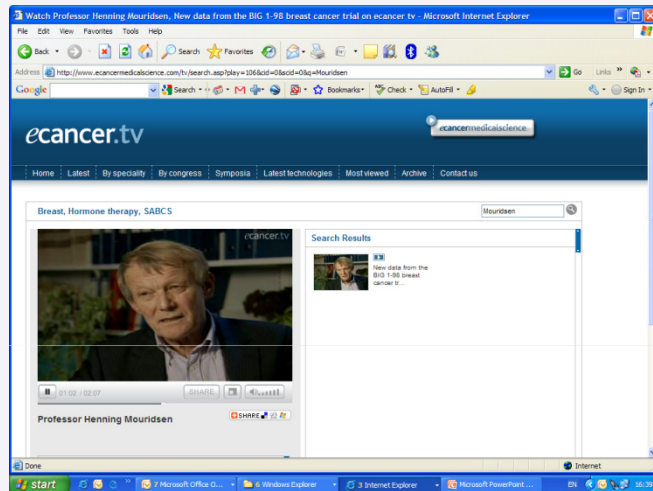 Watch Professor Henning Mouridsen, New data from the BIG 1-98 breast cancer trial on ecancer tv - Microsoft Internet Explorer
File Edit View Favorites Tools Help
Back Search Favorites
Address http://www.ecancermedicalscience.com/tv/search.asp?play=106&cid=0&scid=0&q=Mouridsen Go Links »
Google Search Bookmarks Check AutoFill Sign In
ecancer.tv
ecancermedicalscience
Home Latest By speciality By congress Symposia Latest technologies Most viewed Archive Contact us
Breast, Hormone therapy, SABCS
Mouridsen
ecancer.tv
Search Results
New data from the
BIG 1-98 breast
cancer tr...
01:02 / 02:07 SHARE
Professor Henning Mouridsen
SHARE
Done
Internet
start
7 Microsoft Office O...
6 Windows Explorer
3 Internet Explorer
Microsoft PowerPoint ...
EN
16:39